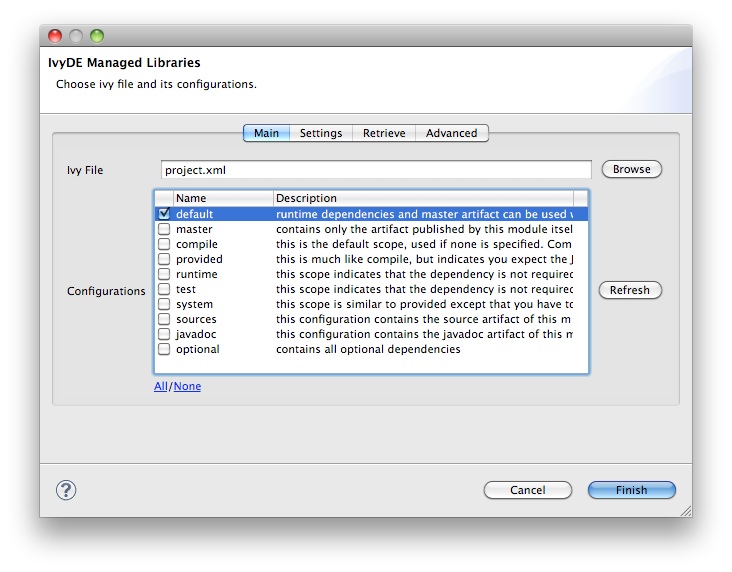 IvyDE Managed Libraries
Choose ivy file and its configurations.
Main Settings Retrieve Advanced
Ivy File project.xml Browse
Name Description
default runtime dependencies and master artifact can be used
master contains only the artifact published by this module itsel
compile this is the default scope, used if none is specified. Com
provided this is much like compile, but indicates you expect the J
runtime this scope indicates that the dependency is not required
Configurations test this scope indicates that the dependency is not required Refresh
system this scope is similar to provided except that you have to
sources this configuration contains the source artifact of this m
javadoc this configuration contains the javadoc artifact of this m
optional contains all optional dependencies
All/None
? Cancel Finish